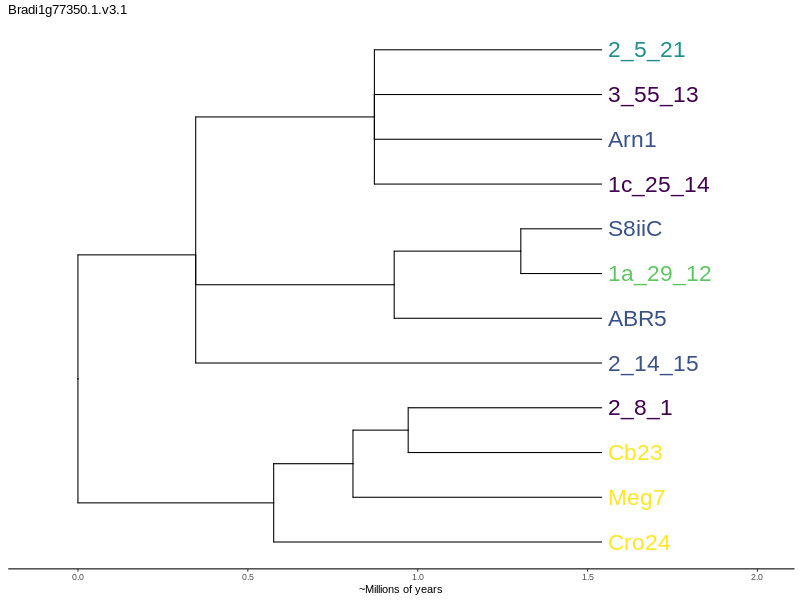 Bradi1g77350.1.v3.1
2_5_21
3_55_13
Arn1
1c_25_14
S8iiC
1a_29_12
ABR5
2_14_15
2_8_1
Cb23
Meg7
Cro24
0.0 0.5 1.0 1.5 2.0
~Millions of years